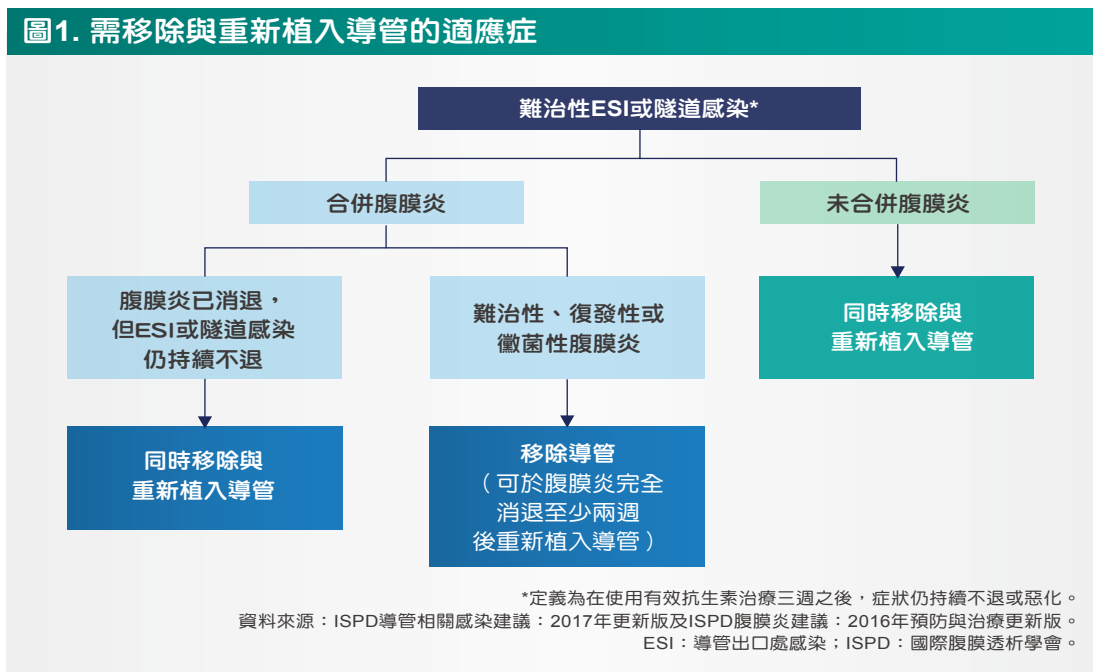 圖1. 需移除與重新植入導管的適應症
難治性ESI或隧道感染*
合併腹膜炎
未合併腹膜炎
腹膜炎已消退，
但ESI或隧道感染
仍持續不退
難治性、復發性或
黴菌性腹膜炎
同時移除與
重新植入導管
同時移除與
重新植入導管
移除導管
（可於腹膜炎完全
消退至少兩週
後重新植入導管）
*定義為在使用有效抗生素治療三週之後，症狀仍持續不退或惡化。
資料來源：ISPD導管相關感染建議：2017年更新版及ISPD腹膜炎建議：2016年預防與治療更新版。
ESI：導管出口處感染；ISPD：國際腹膜透析學會。